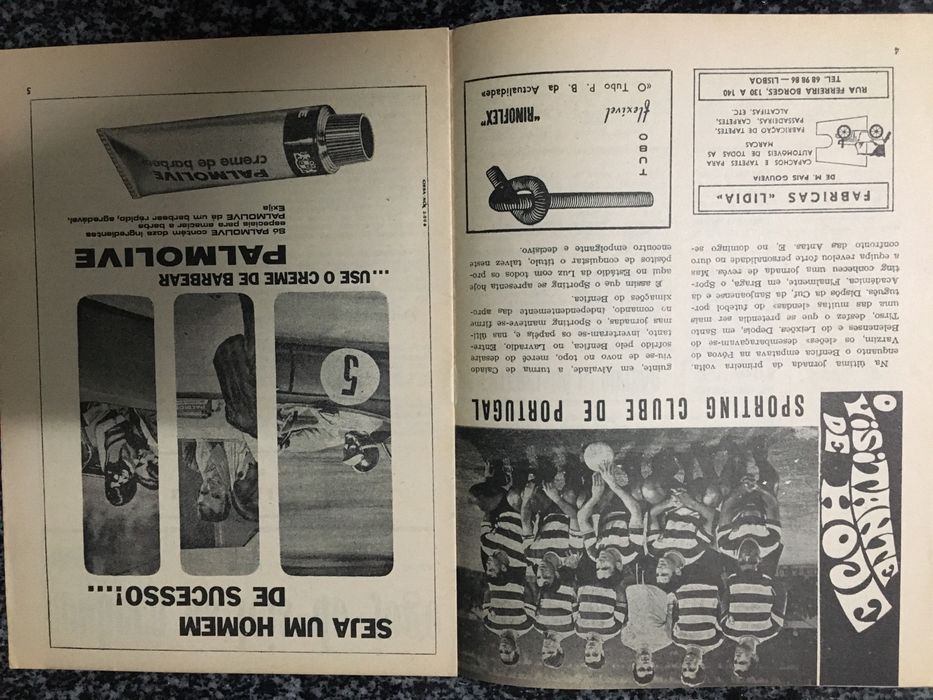 4
O
VISITANTE
DE
HOJE
SPORTING CLUBE DE PORTUGAL
Na última jornada da primeira volta,
enquanto o Benfica empatava na Póvoa do
Varzim, os «leões» desembaraçavam-se do
Belenenses e do Leixões. Depois, em Santo
Tirso, desfez o que se pretendia ser mais
uma das muitas «lendas» do futebol por-
tuguês. Dispôs da Cuf, da Sanjoanense e da
Académica. Finalmente, em Braga, o Spor-
ting conheceu uma jornada de revés. Mas
a equipa revelou forte personalidade no duro
confronto das Antas. E, no domingo se-
guinte, em Alvalade, a turma de Caiado
viu-se de novo no topo, mercê do desaire
sofrido pelo Benfica, no Lavradio. Entre-
tanto, inverteram-se os papéis e, nas últi-
mas jornadas, o Sporting manteve-se firme
no comando, independentemente das apro-
ximações do Benfica.
E assim que o Sporting se apresenta hoje
aqui no Estádio da Luz com todos os pro-
pósitos de conquistar o título, talvez neste
encontro empolgante e decisivo.
FABRICAS «LIDIA»
DE M. PAIS GOUVEIA
CAPACHOS E TAPETES PARA
AUTOMOVEIS DE TODAS AS
MARCAS
FABRICAÇÃO DE TAPETES,
PASSADEIRAS, CARPETES,
ALCATIFAS, ETC.
RUA FERREIRA BORGES, 130 A 140
TEL. 68 98 86 — LISBOA
TUBO
flexível
"RINOFLEX"
«O Tubo P. B. da Actualidade»
SEJA UM HOMEM
DE SUCESSO!...
5
...USE O CREME DE BARBEAR
PALMOLIVE
Só PALMOLIVE contém doze ingredientes
especiais para amaciar a barba
PALMOLIVE dá um barbear rápido, agradável.
Exija
PALMOLIVE
creme de barbear
5